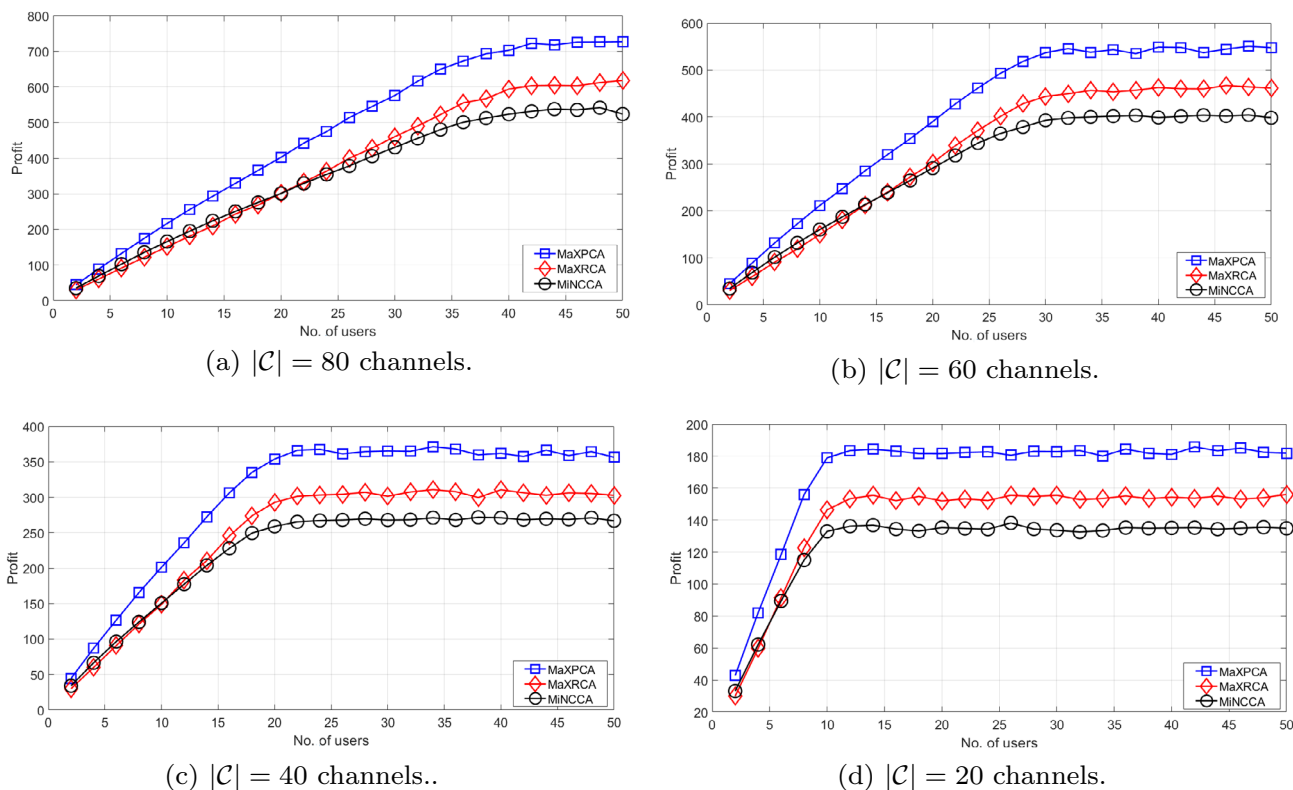 800
700
600
500
400
300
200
100
0
Profit
0 5 10 15 20 25 30 35 40 45 50
No. of users
MaXPCA
MaXRCA
MiNCCA
(a) |C| = 80 channels.
600
500
400
300
200
100
0
Profit
0 5 10 15 20 25 30 35 40 45 50
No. of users
MaXPCA
MaXRCA
MiNCCA
(b) |C| = 60 channels.
400
350
300
250
200
150
100
50
0
Profit
0 5 10 15 20 25 30 35 40 45 50
No. of users
MaXPCA
MaXRCA
MiNCCA
(c) |C| = 40 channels..
200
180
160
140
120
100
80
60
40
20
Profit
0 5 10 15 20 25 30 35 40 45 50
No. of users
MaXPCA
MaXRCA
MiNCCA
(d) |C| = 20 channels.